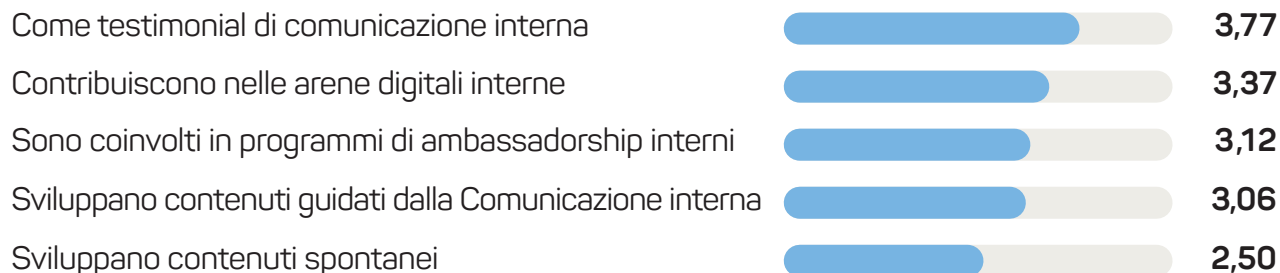 Come testimonial di comunicazione interna 3,77
Contribuiscono nelle arene digitali interne 3,37
Sono coinvolti in programmi di ambassadorship interni 3,12
Sviluppano contenuti guidati dalla Comunicazione interna 3,06
Sviluppano contenuti spontanei 2,50